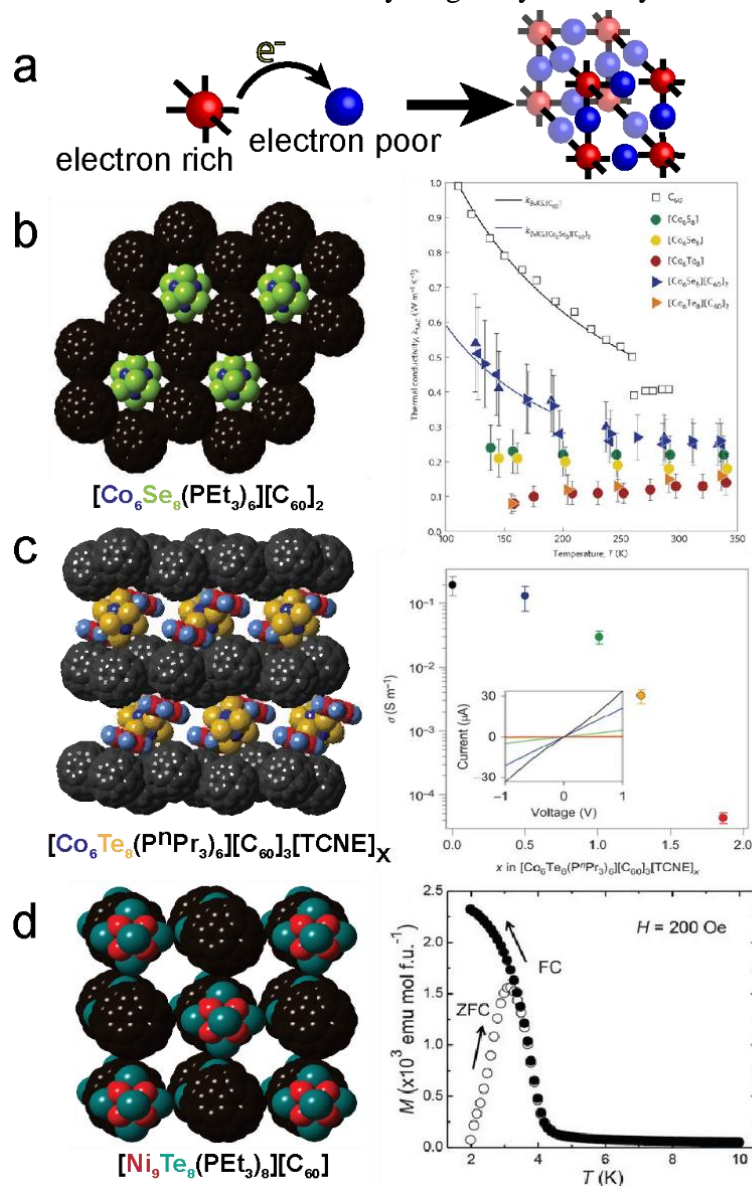 a
e⁻
electron rich
electron poor
b
[Co₆Se₈(PEt₃)₆][C₆₀]₂
Thermal conductivity, κSAC (W m⁻¹ K⁻¹)
1.0
0.9
0.8
0.7
0.6
0.5
0.4
0.3
0.2
0.1
0.0
100
150
200
250
300
350
Temperature, T (K)
C₆₀
[Co₆S₈]
[Co₆Se₈]
[Co₆Te₈]
[Co₆Se₈][C₆₀]₂
[Co₆Te₈][C₆₀]₂
c
[Co₆Te₈(PⁿPr₃)₆][C₆₀]₃[TCNE]ₓ
σ (S m⁻¹)
10⁻¹
10⁻²
10⁻³
10⁻⁴
Current (μA)
30
0
−30
−1
0
1
Voltage (V)
0.0
0.5
1.0
1.5
2.0
x in [Co₆Te₈(PⁿPr₃)₆][C₆₀]₃[TCNE]ₓ
d
[Ni₉Te₈(PEt₃)₈][C₆₀]
M (x10³ emu mol f.u.⁻¹)
2.5
2.0
1.5
1.0
0.5
0.0
H = 200 Oe
FC
ZFC
2
4
6
8
10
T (K)